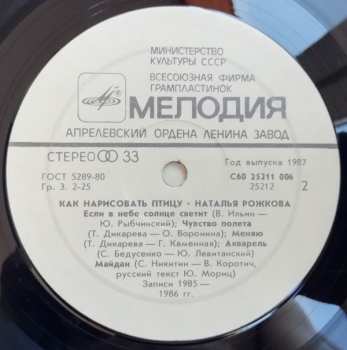 МИНИСТЕРСТВО
КУЛЬТУРЫ СССР
ВСЕСОЮЗНАЯ ФИРМА
ГРАМПЛАСТИНОК
МЕЛОДИЯ
АПРЕЛЕВСКИЙ ОРДЕНА ЛЕНИНА ЗАВОД
СТЕРЕО 33
Год выпуска 1987
ГОСТ 5289-80
С60 25211 006
Гр. 3. 2-25
25212
2
КАК НАРИСОВАТЬ ПТИЦУ - НАТАЛЬЯ РОЖКОВА
Если в небе солнце светит (В. Ильин —
Ю. Рыбчинский); Чувство полета
(Т. Дикарева — О. Воронина); Меняю
(Т. Дикарева — Г. Каменная); Акварель
(С. Бедусенко — Ю. Левитанский)
Майдан (С. Никитин — В. Коротич,
русский текст Ю. Мориц)
Записи 1985—
1986 гг.